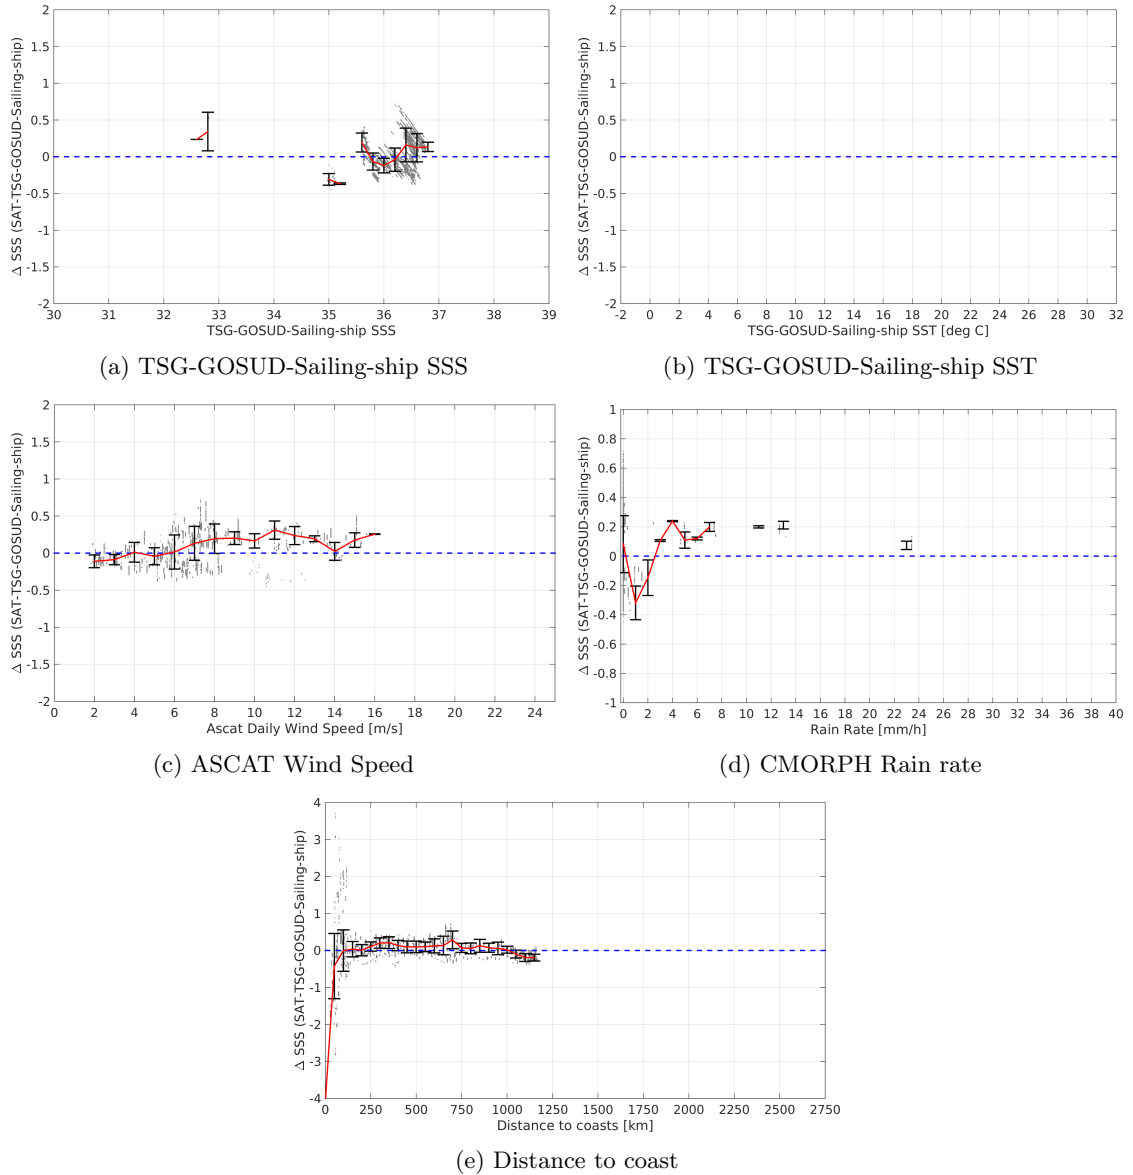 2
1.5
1
0.5
0
-0.5
-1
-1.5
-2
Δ SSS (SAT-TSG-GOSUD-Sailing-ship)
30 31 32 33 34 35 36 37 38 39
TSG-GOSUD-Sailing-ship SSS
(a) TSG-GOSUD-Sailing-ship SSS
2
1.5
1
0.5
0
-0.5
-1
-1.5
-2
Δ SSS (SAT-TSG-GOSUD-Sailing-ship)
-2 0 2 4 6 8 10 12 14 16 18 20 22 24 26 28 30 32
TSG-GOSUD-Sailing-ship SST [deg C]
(b) TSG-GOSUD-Sailing-ship SST
2
1.5
1
0.5
0
-0.5
-1
-1.5
-2
Δ SSS (SAT-TSG-GOSUD-Sailing-ship)
0 2 4 6 8 10 12 14 16 18 20 22 24
Ascat Daily Wind Speed [m/s]
(c) ASCAT Wind Speed
1
0.8
0.6
0.4
0.2
0
-0.2
-0.4
-0.6
-0.8
-1
Δ SSS (SAT-TSG-GOSUD-Sailing-ship)
0 2 4 6 8 10 12 14 16 18 20 22 24 26 28 30 32 34 36 38 40
Rain Rate [mm/h]
(d) CMORPH Rain rate
4
3
2
1
0
-1
-2
-3
-4
Δ SSS (SAT-TSG-GOSUD-Sailing-ship)
0 250 500 750 1000 1250 1500 1750 2000 2250 2500 2750
Distance to coasts [km]
(e) Distance to coast